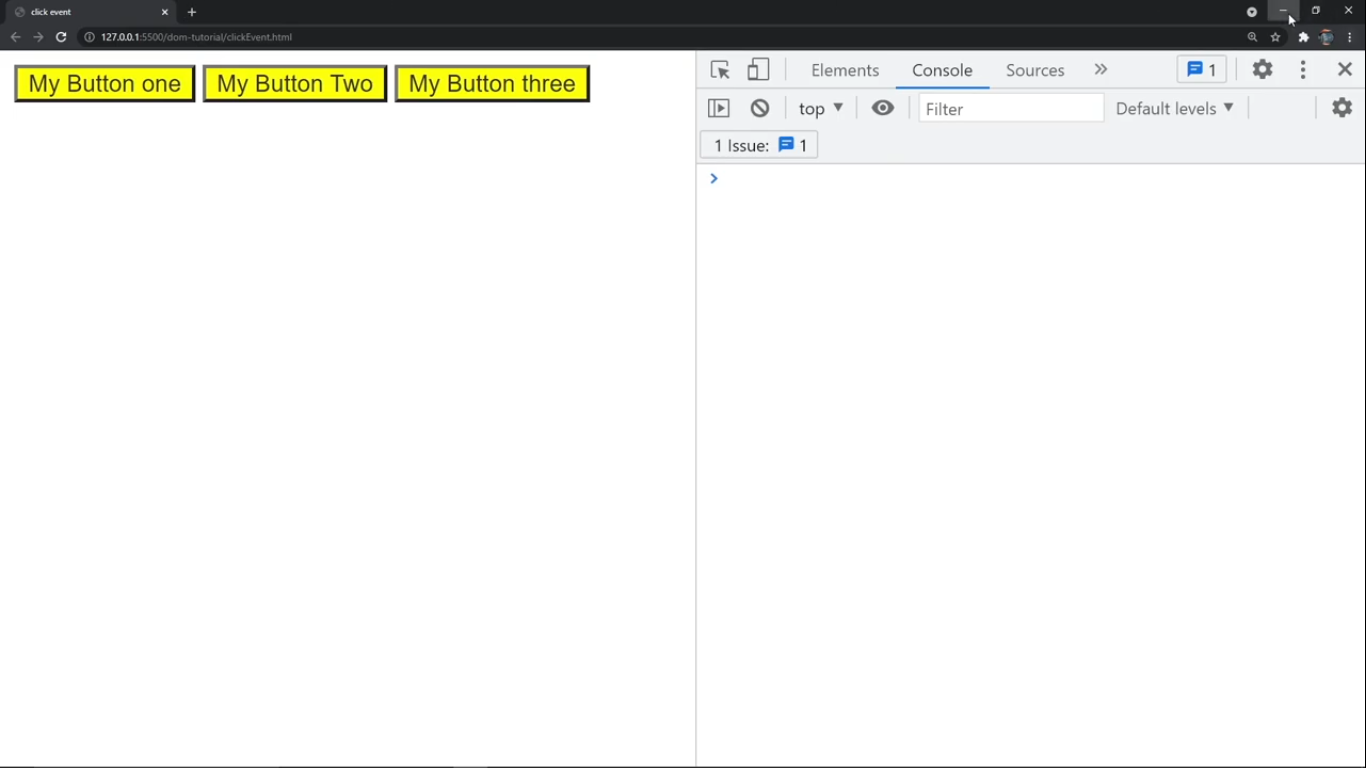 click event
127.0.0.1:5500/dom-tutorial/clickEvent.html
My Button one My Button Two My Button three
Elements Console Sources 1
top Filter Default levels
1 Issue: 1